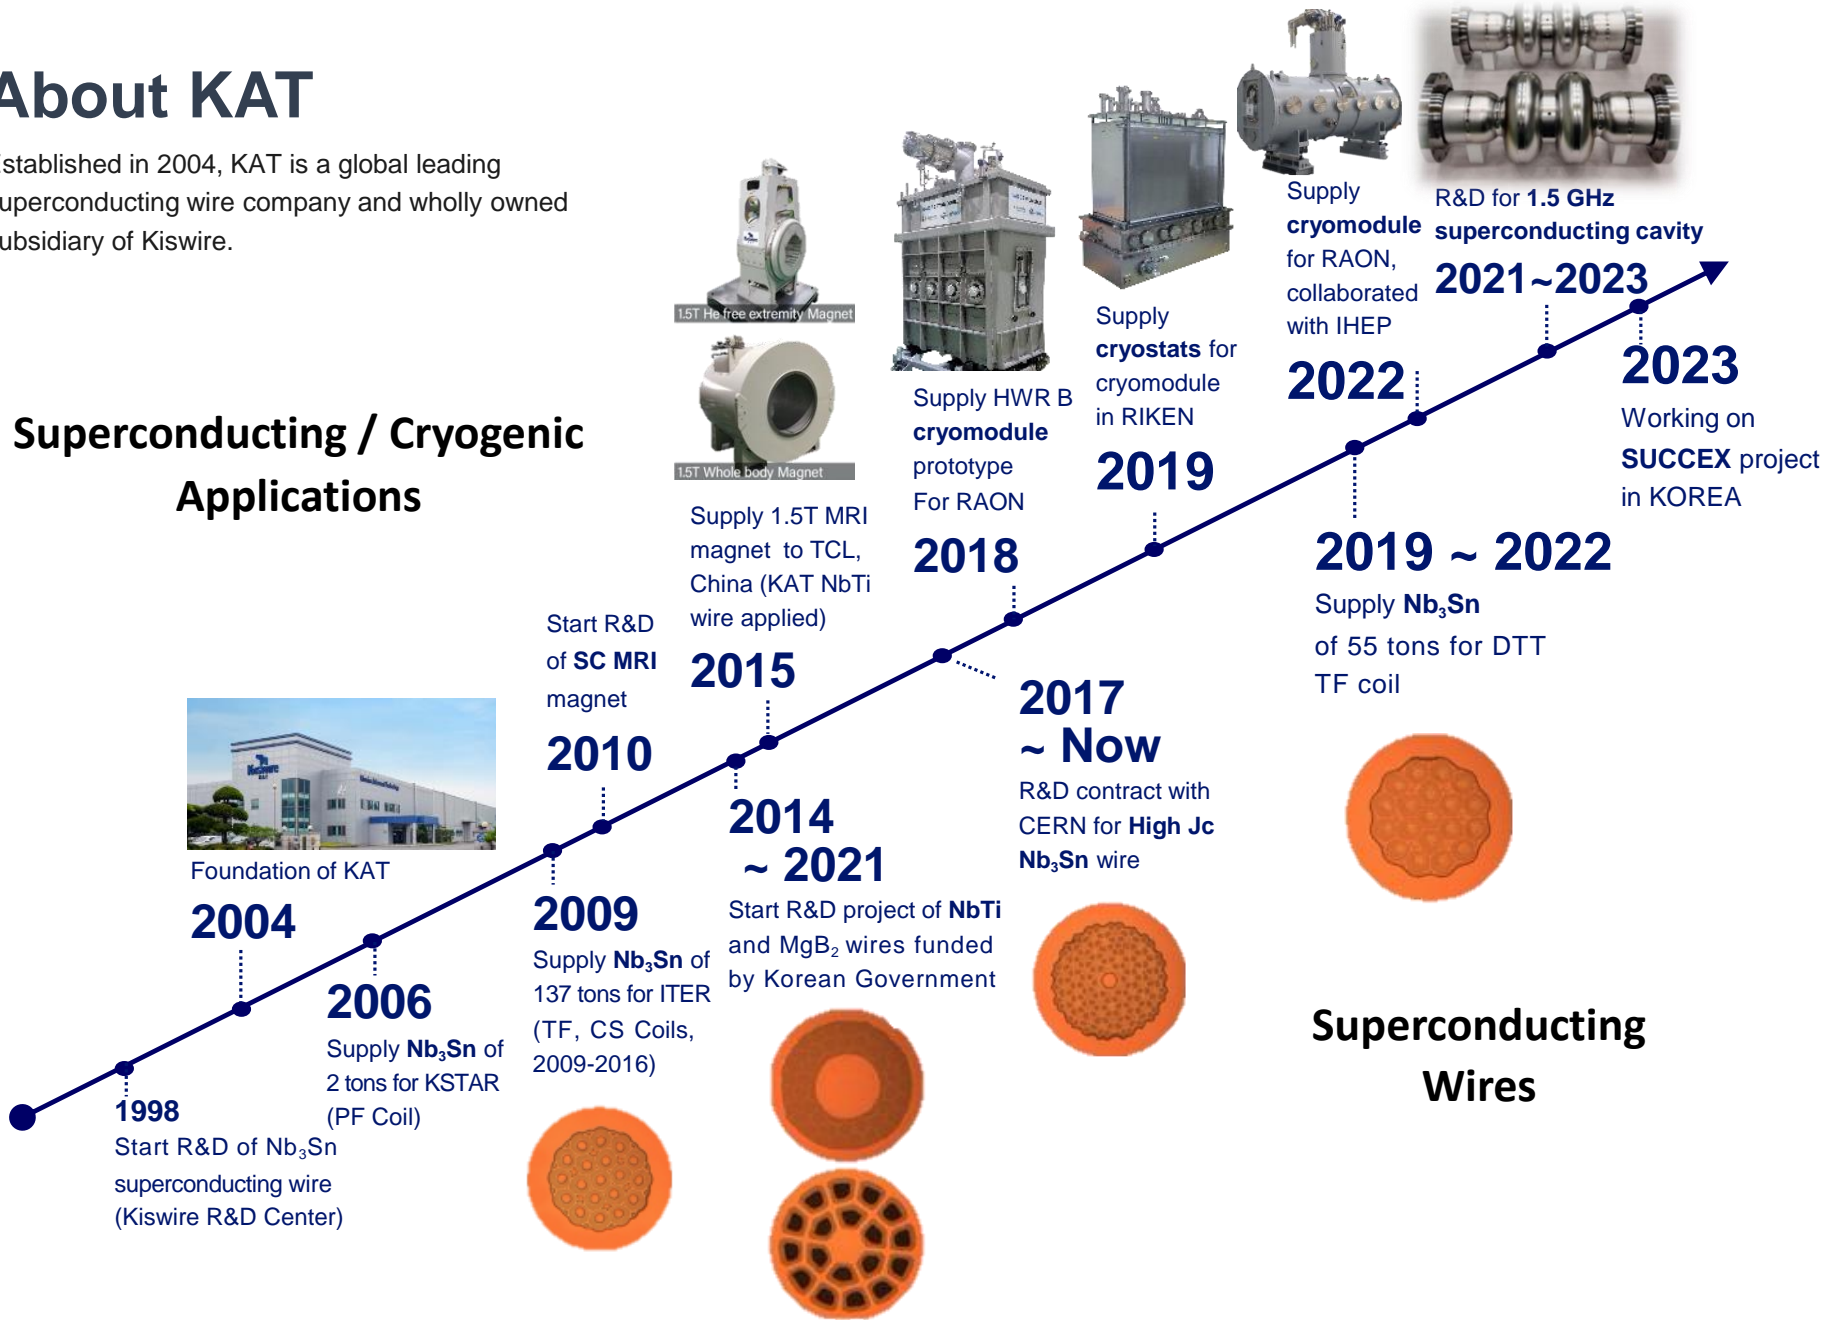 About KAT
Established in 2004, KAT is a global leading
superconducting wire company and wholly owned
subsidiary of Kiswire.
Superconducting / Cryogenic
Applications
1.5T He free extremity Magnet
1.5T Whole body Magnet
Supply 1.5T MRI
magnet to TCL,
China (KAT NbTi
wire applied)
2015
Supply HWR B
cryomodule
prototype
For RAON
2018
Supply
cryostats for
cryomodule
in RIKEN
2019
Supply
cryomodule
for RAON,
collaborated
with IHEP
2022
R&D for 1.5 GHz
superconducting cavity
2021~2023
2023
Working on
SUCCEX project
in KOREA
2019 ~ 2022
Supply Nb₃Sn
of 55 tons for DTT
TF coil
Start R&D
of SC MRI
magnet
2010
2017
~ Now
R&D contract with
CERN for High Jc
Nb₃Sn wire
Kiswire
KAT
Foundation of KAT
2004
2014
~ 2021
Start R&D project of NbTi
and MgB₂ wires funded
by Korean Government
2009
Supply Nb₃Sn of
137 tons for ITER
(TF, CS Coils,
2009-2016)
2006
Supply Nb₃Sn of
2 tons for KSTAR
(PF Coil)
1998
Start R&D of Nb₃Sn
superconducting wire
(Kiswire R&D Center)
Superconducting
Wires